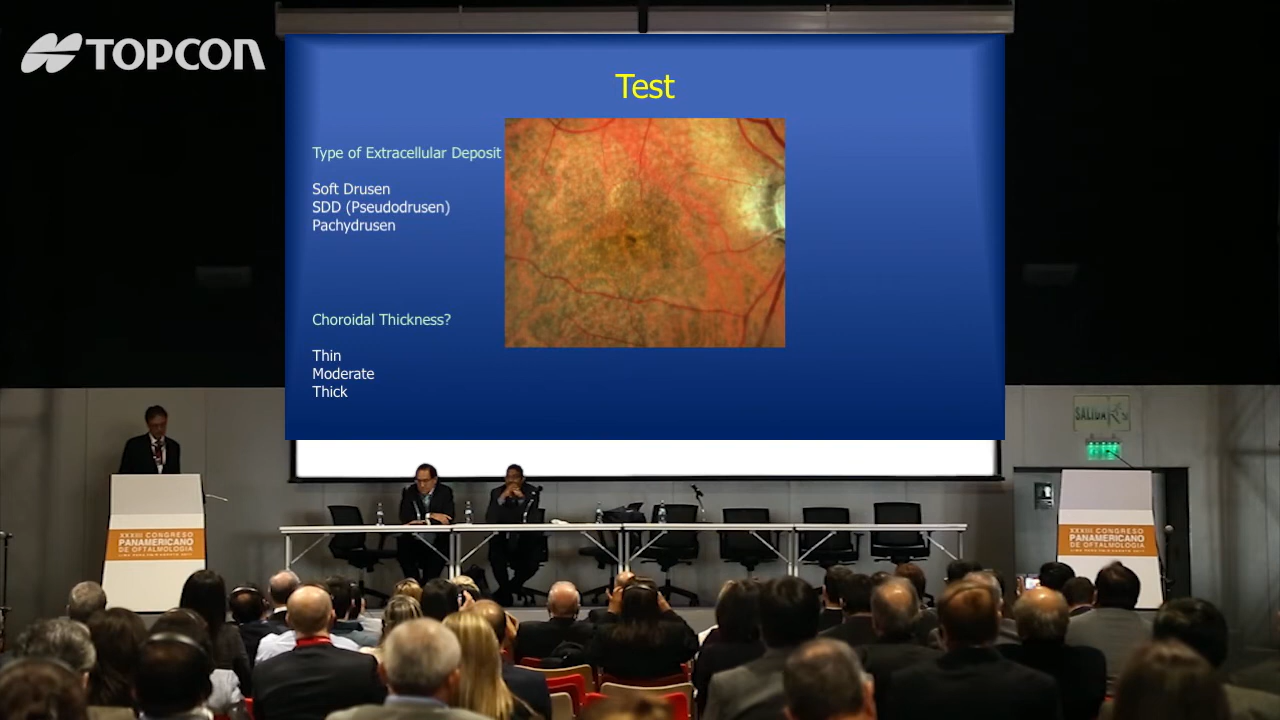 TOPCON
Test
Type of Extracellular Deposit
Soft Drusen
SDD (Pseudodrusen)
Pachydrusen
Choroidal Thickness?
Thin
Moderate
Thick
SALIDA
XXXIII CONGRESO
PANAMERICANO
DE OFTALMOLOGIA
XXXIII CONGRESO
PANAMERICANO
DE OFTALMOLOGIA